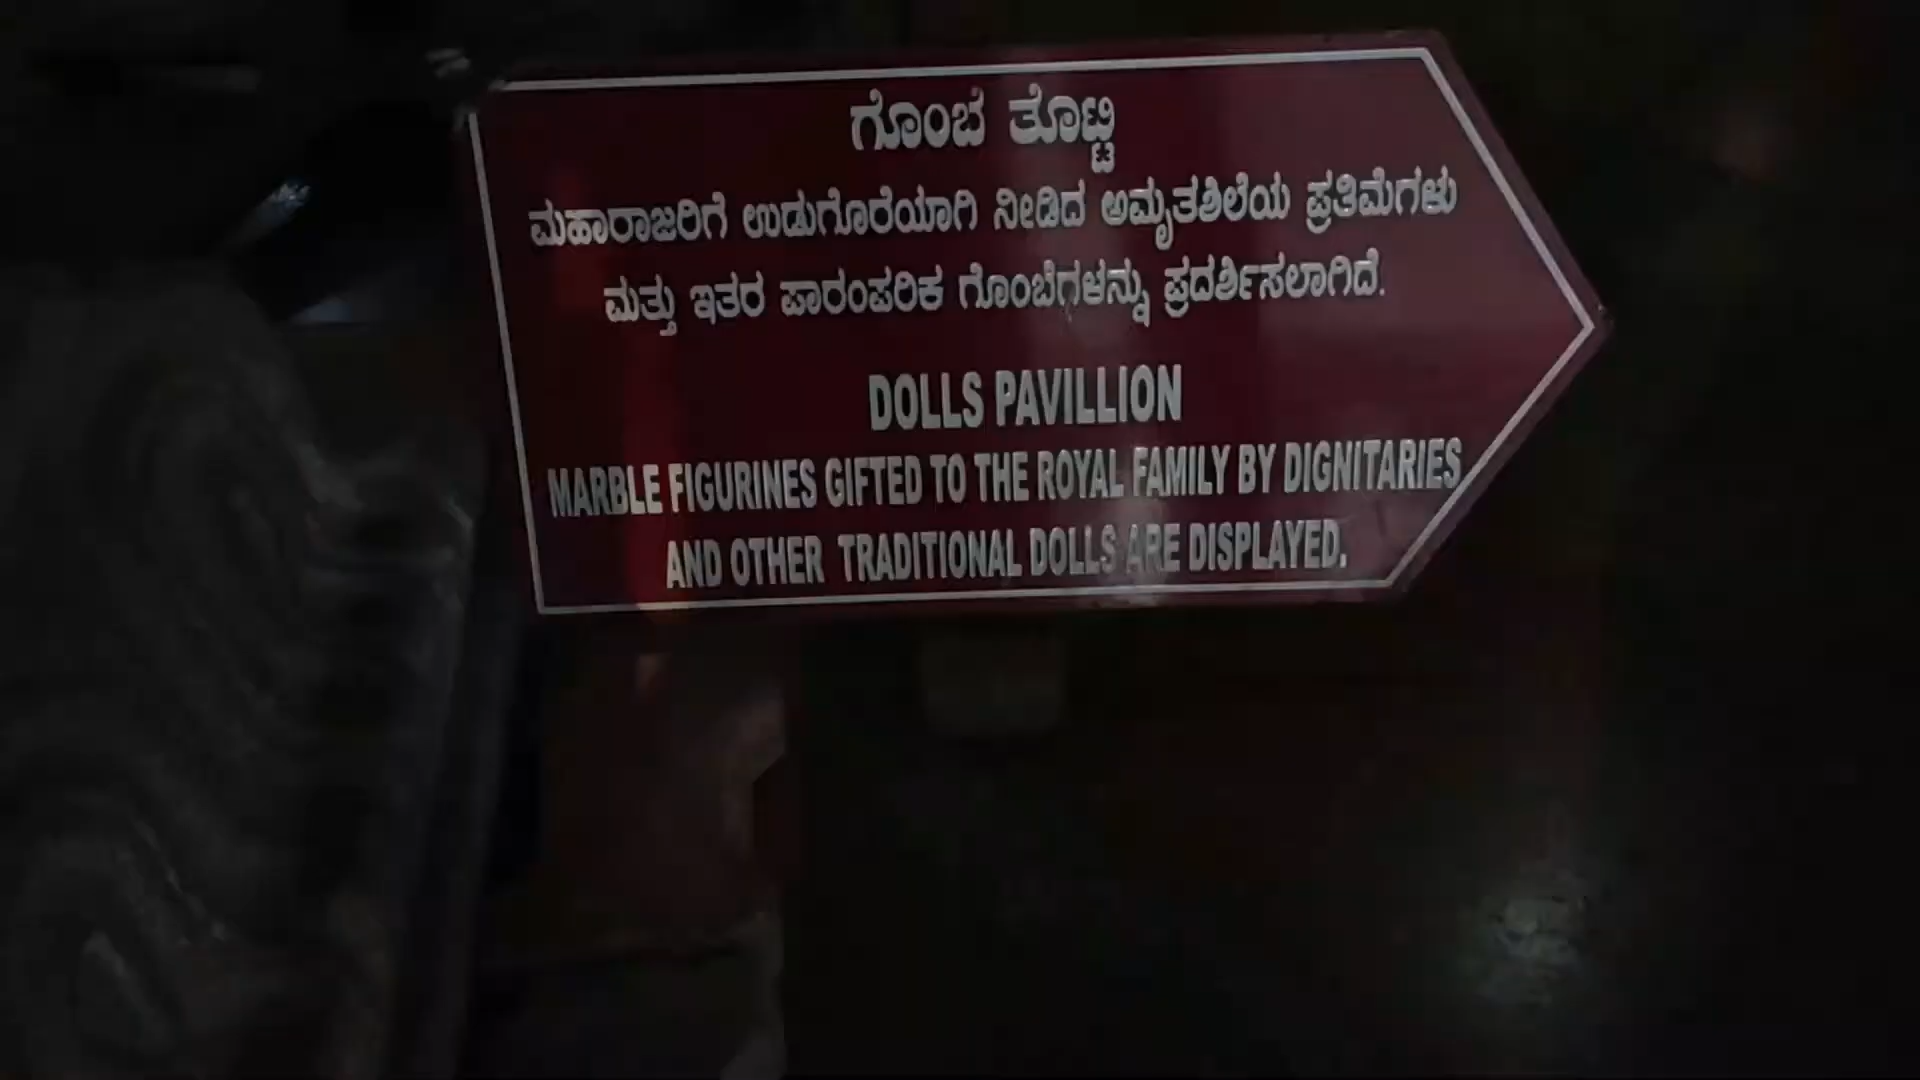 ಗೊಂಬೆ ತೊಟ್ಟಿ
ಮಹಾರಾಜರಿಗೆ ಉಡುಗೊರೆಯಾಗಿ ನೀಡಿದ ಅಮೃತಶಿಲೆಯ ಪ್ರತಿಮೆಗಳು
ಮತ್ತು ಇತರ ಪಾರಂಪರಿಕ ಗೊಂಬೆಗಳನ್ನು ಪ್ರದರ್ಶಿಸಲಾಗಿದೆ.
DOLLS PAVILLION
MARBLE FIGURINES GIFTED TO THE ROYAL FAMILY BY DIGNITARIES
AND OTHER TRADITIONAL DOLLS ARE DISPLAYED.